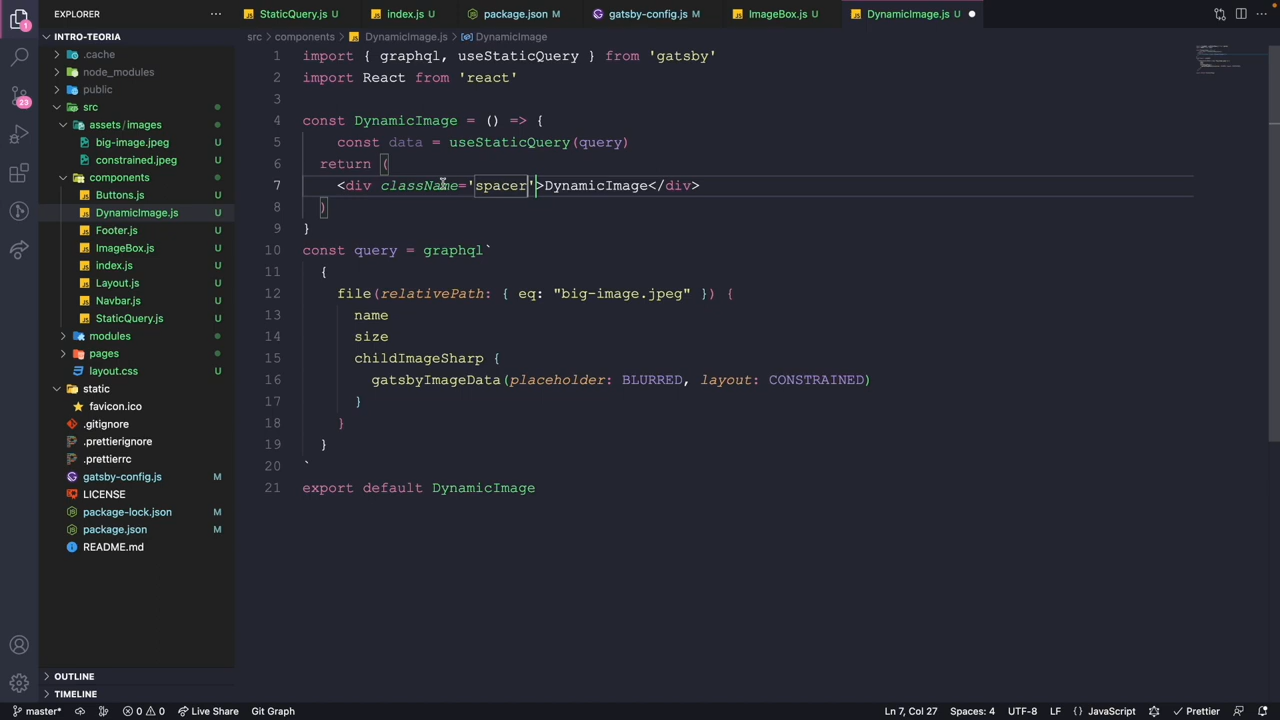 EXPLORER ···
StaticQuery.js U
index.js U
package.json M
gatsby-config.js M
ImageBox.js U
DynamicImage.js U
INTRO-TEORIA
src > components > DynamicImage.js > DynamicImage
.cache
node_modules
public
src
assets/images
big-image.jpeg U
constrained.jpeg U
components
Buttons.js U
DynamicImage.js U
Footer.js U
ImageBox.js U
index.js U
Layout.js U
Navbar.js U
StaticQuery.js U
modules
pages
layout.css U
static
favicon.ico
.gitignore
.prettierignore
.prettierrc
gatsby-config.js M
LICENSE
package-lock.json M
package.json M
README.md
OUTLINE
TIMELINE
1
23
1 import { graphql, useStaticQuery } from 'gatsby'
2 import React from 'react'
3
4 const DynamicImage = () => {
5 const data = useStaticQuery(query)
6 return (
7 <div className='spacer'>DynamicImage</div>
8 )
9 }
10 const query = graphql`
11 {
12 file(relativePath: { eq: "big-image.jpeg" }) {
13 name
14 size
15 childImageSharp {
16 gatsbyImageData(placeholder: BLURRED, layout: CONSTRAINED)
17 }
18 }
19 }
20 `
21 export default DynamicImage
master* 0 0 Live Share Git Graph Ln 7, Col 27 Spaces: 4 UTF-8 LF {} JavaScript Prettier